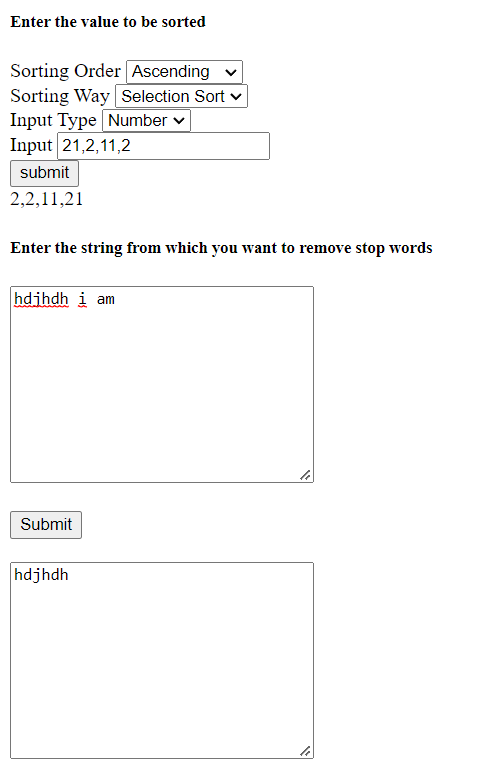 Enter the value to be sorted
Sorting Order Ascending
Sorting Way Selection Sort
Input Type Number
Input 21,2,11,2
submit
2,2,11,21
Enter the string from which you want to remove stop words
hdjhdh i am
Submit
hdjhdh